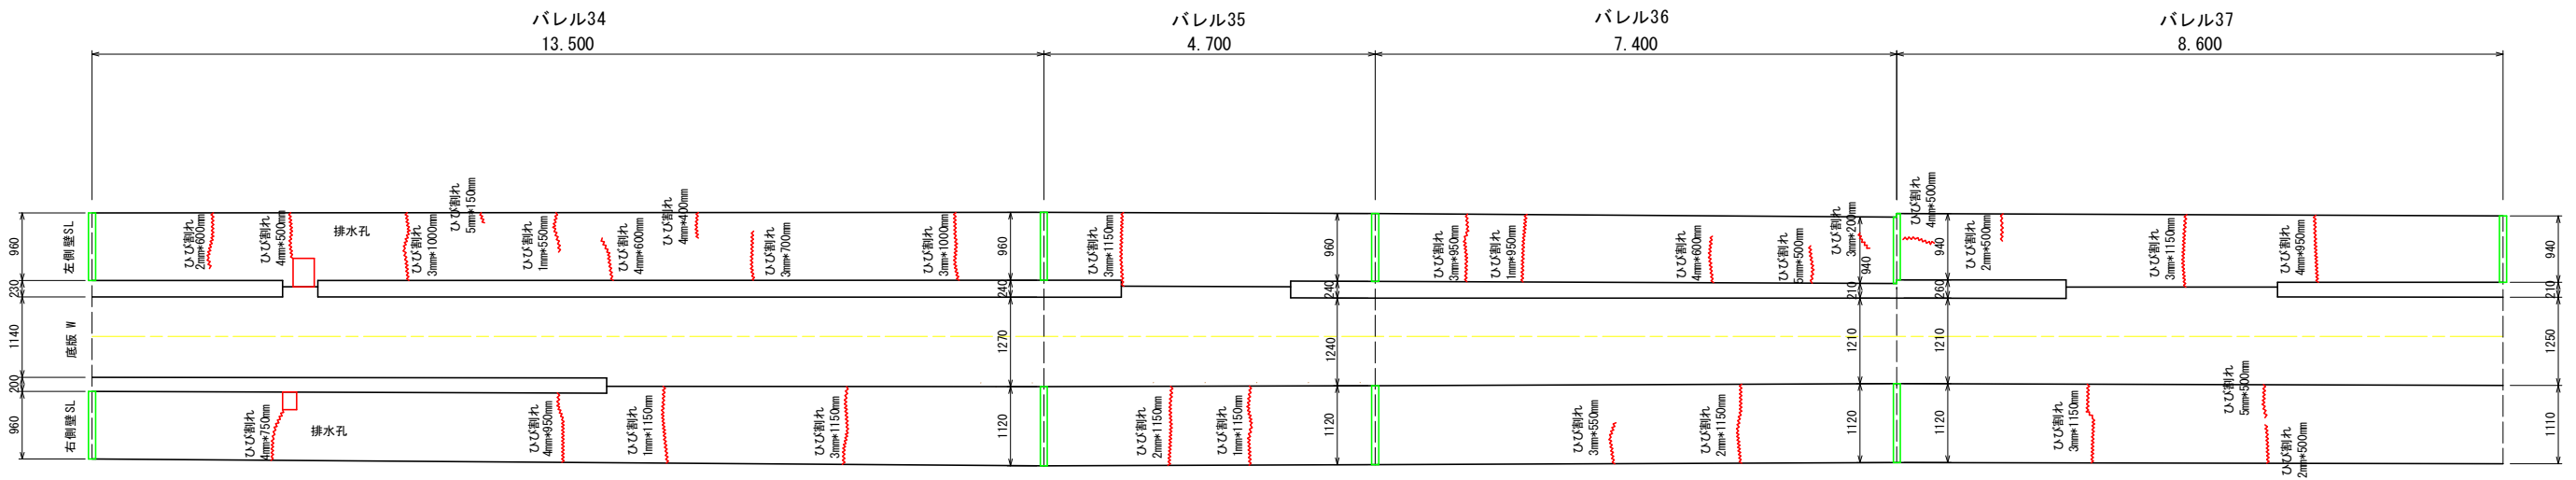 バレル34
バレル35
バレル36
バレル37
13.500
4.700
7.400
8.600
左側壁SL
960
ひび割れ
2mm*600mm
ひび割れ
4mm*500mm
排水孔
ひび割れ
3mm*1000mm
ひび割れ
5mm*150mm
ひび割れ
1mm*550mm
ひび割れ
4mm*600mm
ひび割れ
4mm*400mm
ひび割れ
3mm*700mm
ひび割れ
3mm*1000mm
960
ひび割れ
3mm*1150mm
960
ひび割れ
3mm*950mm
ひび割れ
1mm*950mm
ひび割れ
4mm*600mm
ひび割れ
5mm*500mm
ひび割れ
3mm*200mm
940
ひび割れ
4mm*500mm
940
ひび割れ
2mm*500mm
ひび割れ
3mm*1150mm
ひび割れ
4mm*950mm
940
230
240
240
210
260
210
底版 W
1140
1270
1240
1210
1210
1250
200
右側壁SL
960
ひび割れ
4mm*750mm
排水孔
ひび割れ
4mm*950mm
ひび割れ
1mm*1150mm
ひび割れ
3mm*1150mm
1120
ひび割れ
2mm*1150mm
ひび割れ
1mm*1150mm
1120
ひび割れ
3mm*550mm
ひび割れ
2mm*1150mm
1120
1120
ひび割れ
3mm*1150mm
ひび割れ
5mm*500mm
ひび割れ
2mm*500mm
1110